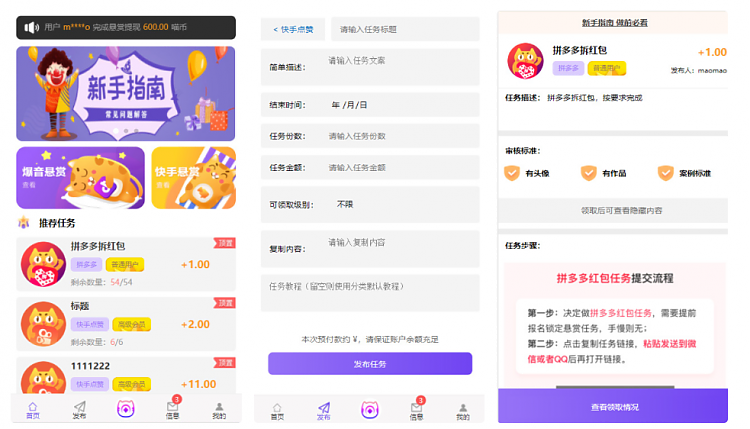 用户 m****o 完成悬赏提现 600.00 喵币
新手指南
常见问题解答
爆音悬赏
查看
快手悬赏
查看
推荐任务
拼多多拆红包
置顶
拼多多
普通用户
+1.00
剩余数量：54/54
标题
置顶
快手点赞
高级会员
+2.00
剩余数量：6/6
1111222
置顶
快手点赞
高级会员
+11.00
首页
发布
3
信息
我的
< 快手点赞
请输入任务标题
简单描述：
请输入任务文案
结束时间：
年 /月/日
任务份数：
请输入任务份数
任务金额：
请输入任务金额
可领取级别：
不限
复制内容：
请输入复制内容
任务教程（留空则使用分类默认教程）
本次预付款约 ¥，请保证账户余额充足
发布任务
首页
发布
3
信息
我的
新手指南 做前必看
拼多多拆红包
+1.00
拼多多
普通用户
发布人：maomao
任务描述：
拼多多拆红包，按要求完成
审核标准：
有头像
有作品
案例标准
领取后可查看隐藏内容
任务步骤：
拼多多红包任务提交流程
第一步：决定做拼多多红包任务，需要提前
报名锁定悬赏任务，手慢则无；
第二步：点击复制任务链接，粘贴发送到微
信或者QQ后再打开链接。
查看领取情况